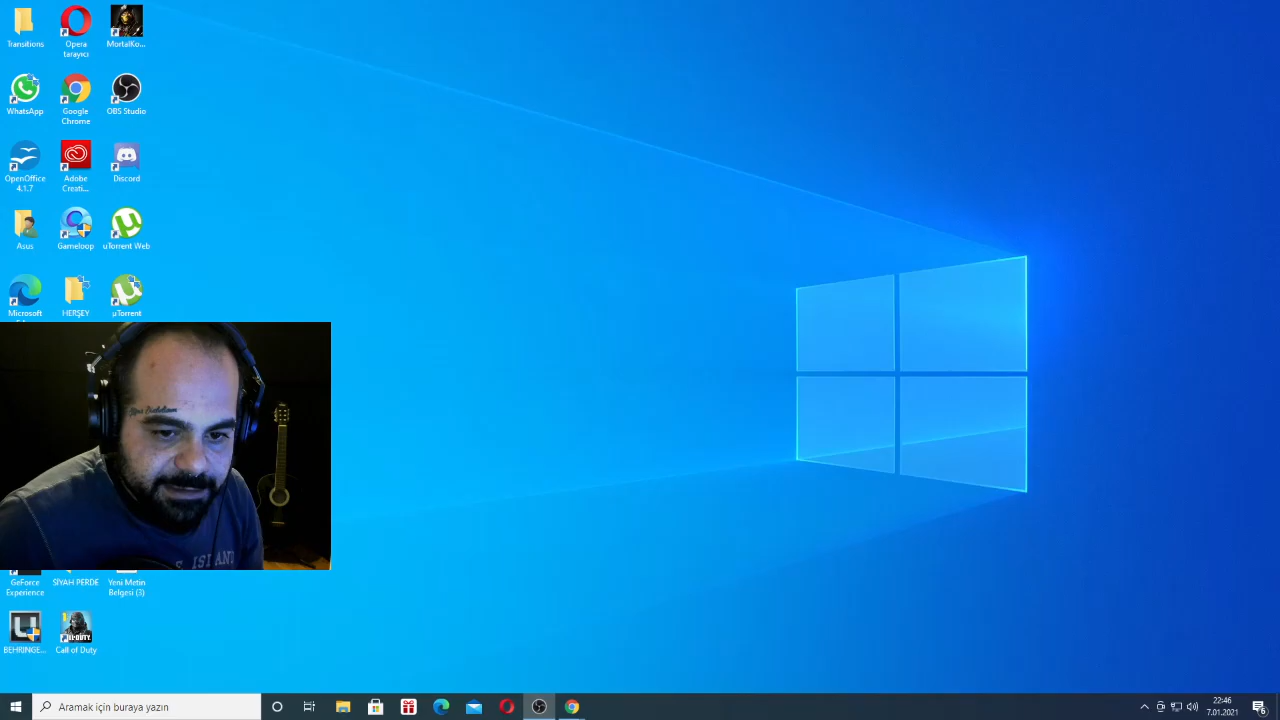 Transitions
Opera
tarayıcı
MortalKo...
WhatsApp
Google
Chrome
OBS Studio
OpenOffice
4.1.7
Adobe
Creati...
Discord
Asus
Gameloop
uTorrent Web
Microsoft
HERŞEY
µTorrent
GeForce
Experience
SİYAH PERDE
Yeni Metin
Belgesi (3)
BEHRINGE...
Call of Duty
Aramak için buraya yazın
22:46
7.01.2021
6